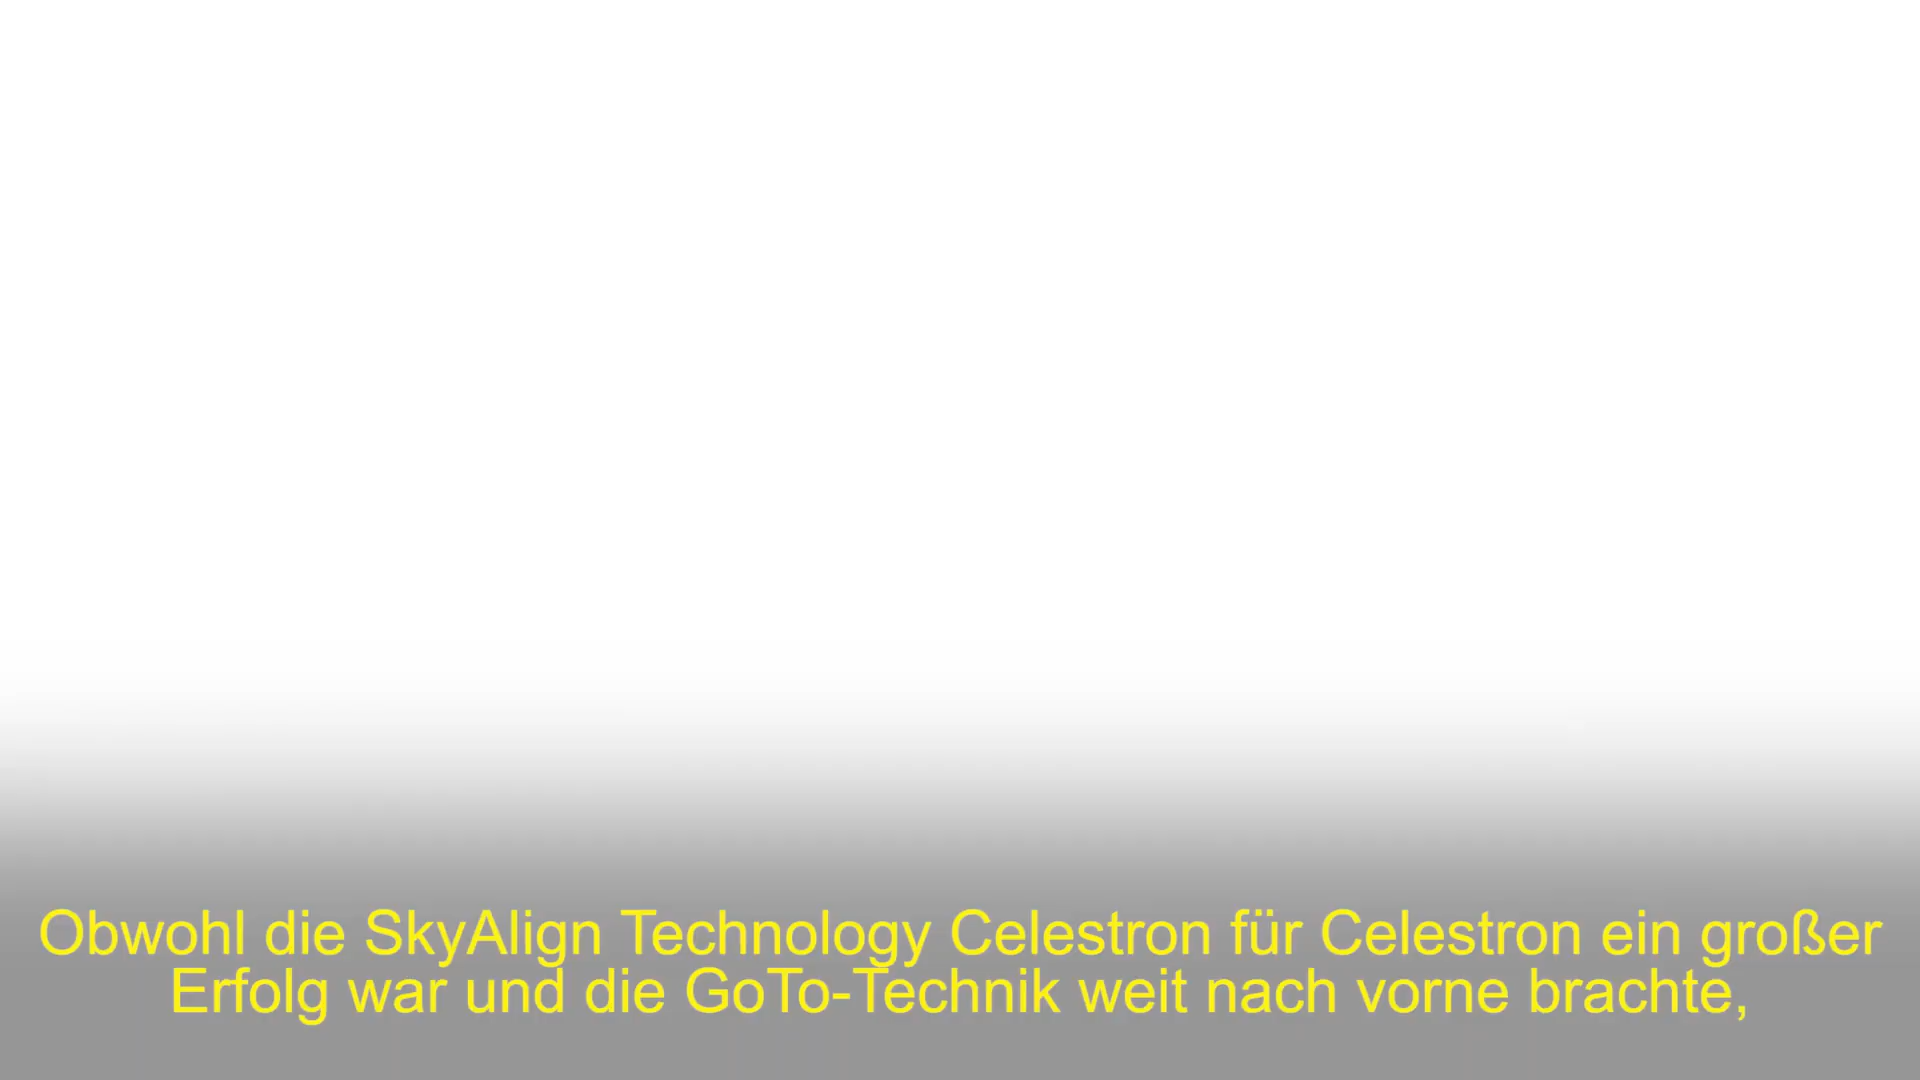 Obwohl die SkyAlign Technology Celestron für Celestron ein großer
Erfolg war und die GoTo-Technik weit nach vorne brachte,